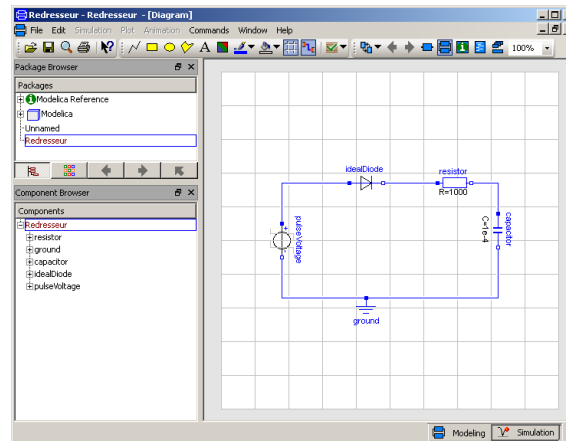 Redresseur - Redresseur - [Diagram]
File Edit Simulation Plot Animation Commands Window Help
A 100%
Package Browser
Packages
Modelica Reference
Modelica
Unnamed
Redresseur
Component Browser
Components
Redresseur
resistor
ground
capacitor
idealDiode
pulseVoltage
idealDiode
resistor
R=1000
pulseVoltage
+
-
C=1e-4
capacitor
ground
Modeling Simulation